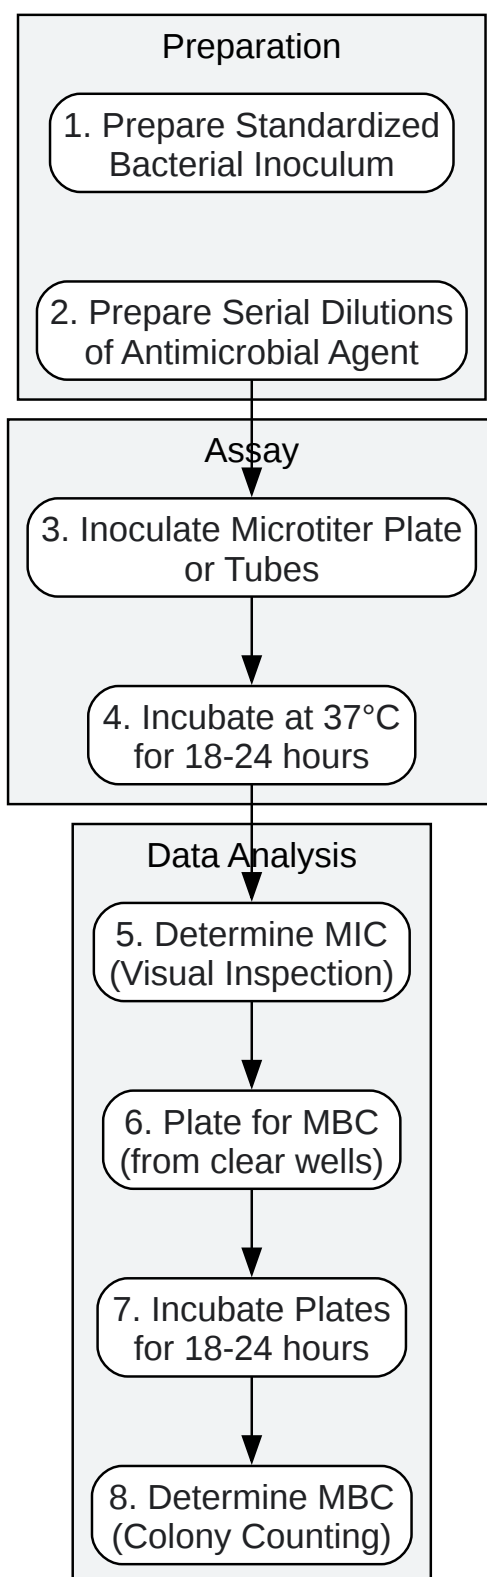 Preparation
1. Prepare Standardized
Bacterial Inoculum
2. Prepare Serial Dilutions
of Antimicrobial Agent
Assay
3. Inoculate Microtiter Plate
or Tubes
4. Incubate at 37°C
for 18-24 hours
Data Analysis
5. Determine MIC
(Visual Inspection)
6. Plate for MBC
(from clear wells)
7. Incubate Plates
for 18-24 hours
8. Determine MBC
(Colony Counting)